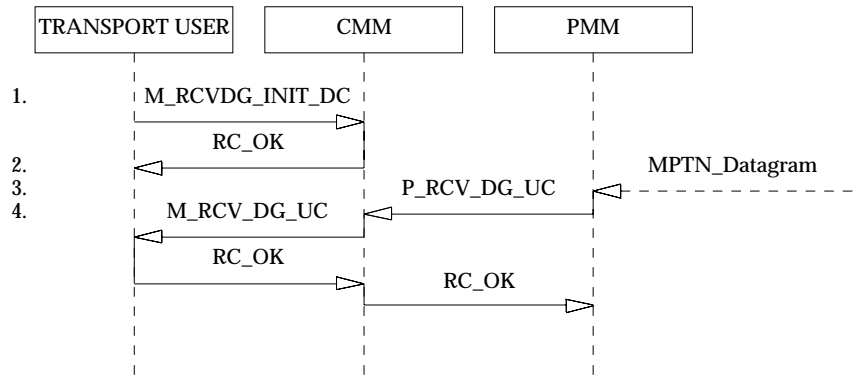 TRANSPORT USER
CMM
PMM
1.
M_RCVDG_INIT_DC
RC_OK
2.
MPTN_Datagram
3.
P_RCV_DG_UC
4.
M_RCV_DG_UC
RC_OK
RC_OK